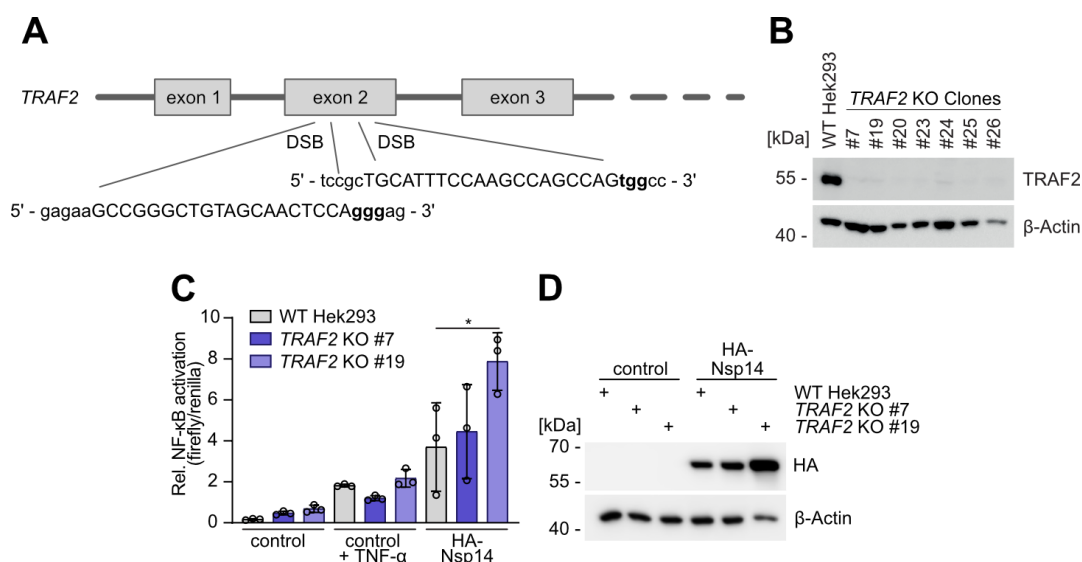 A
TRAF2
exon 1
exon 2
exon 3
DSB
DSB
5' - tccgcTGCATTTCCAAGCCAGCCAGtggcc - 3'
5' - gagaaGCCGGGCTGTAGCAACTCCAgggag - 3'
B
WT Hek293
TRAF2 KO Clones
#7
#19
#20
#23
#24
#25
#26
[kDa]
55 -
TRAF2
40 -
β-Actin
C
WT Hek293
TRAF2 KO #7
TRAF2 KO #19
Rel. NF-κB activation
(firefly/renilla)
10
8
6
4
2
0
*
control
control
+ TNF-α
HA-
Nsp14
D
control
HA-
Nsp14
+ + WT Hek293
+ + TRAF2 KO #7
+ + TRAF2 KO #19
[kDa]
70 -
HA
55 -
β-Actin
40 -